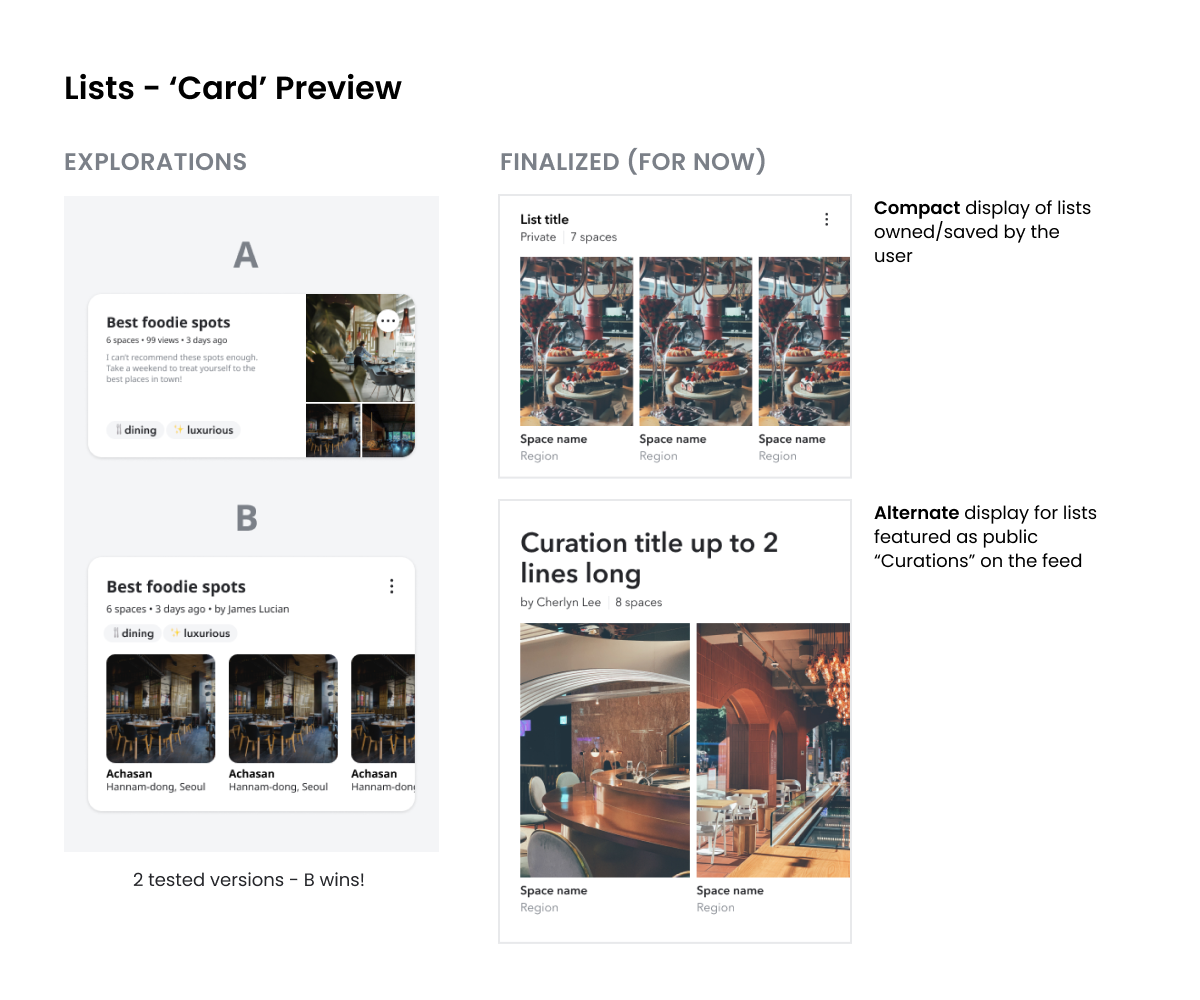 Lists - ‘Card’ Preview
EXPLORATIONS
A
Best foodie spots
6 spaces • 99 views • 3 days ago
I can't recommend these spots enough.
Take a weekend to treat yourself to the
best places in town!
🍴dining ✨ luxurious
B
Best foodie spots
6 spaces • 3 days ago • by James Lucian
🍴dining ✨ luxurious
Achasan Achasan Achasan
Hannam-dong, Seoul Hannam-dong, Seoul Hannam-dong
2 tested versions - B wins!
FINALIZED (FOR NOW)
List title
Private | 7 spaces
Space name Space name Space name
Region Region Region
Compact display of lists
owned/saved by the
user
Curation title up to 2
lines long
by Cherlyn Lee | 8 spaces
Space name Space name
Region Region
Alternate display for lists
featured as public
“Curations” on the feed